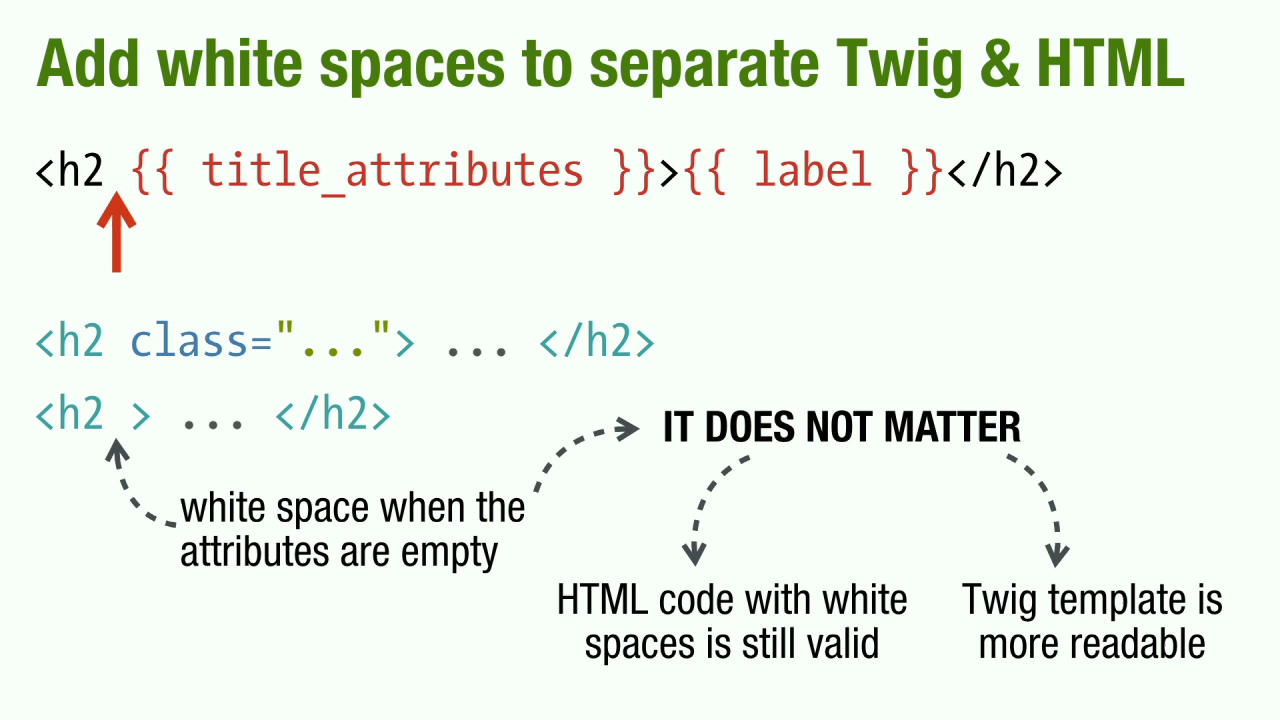 Add white spaces to separate Twig & HTML
<h2 {{ title_attributes }}>{{ label }}</h2>
<h2 class="..."> ... </h2>
<h2 > ... </h2>
IT DOES NOT MATTER
white space when the
attributes are empty
HTML code with white
spaces is still valid
Twig template is
more readable